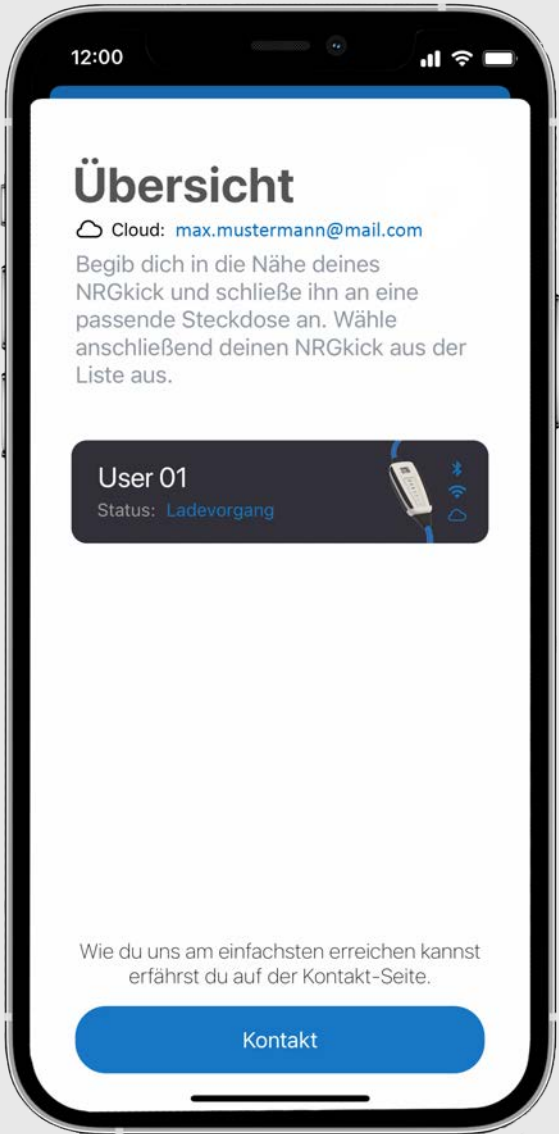 12:00
Übersicht
Cloud: max.mustermann@mail.com
Begib dich in die Nähe deines
NRGkick und schließe ihn an eine
passende Steckdose an. Wähle
anschließend deinen NRGkick aus der
Liste aus.
User 01
Status: Ladevorgang
Wie du uns am einfachsten erreichen kannst
erfährst du auf der Kontakt-Seite.
Kontakt